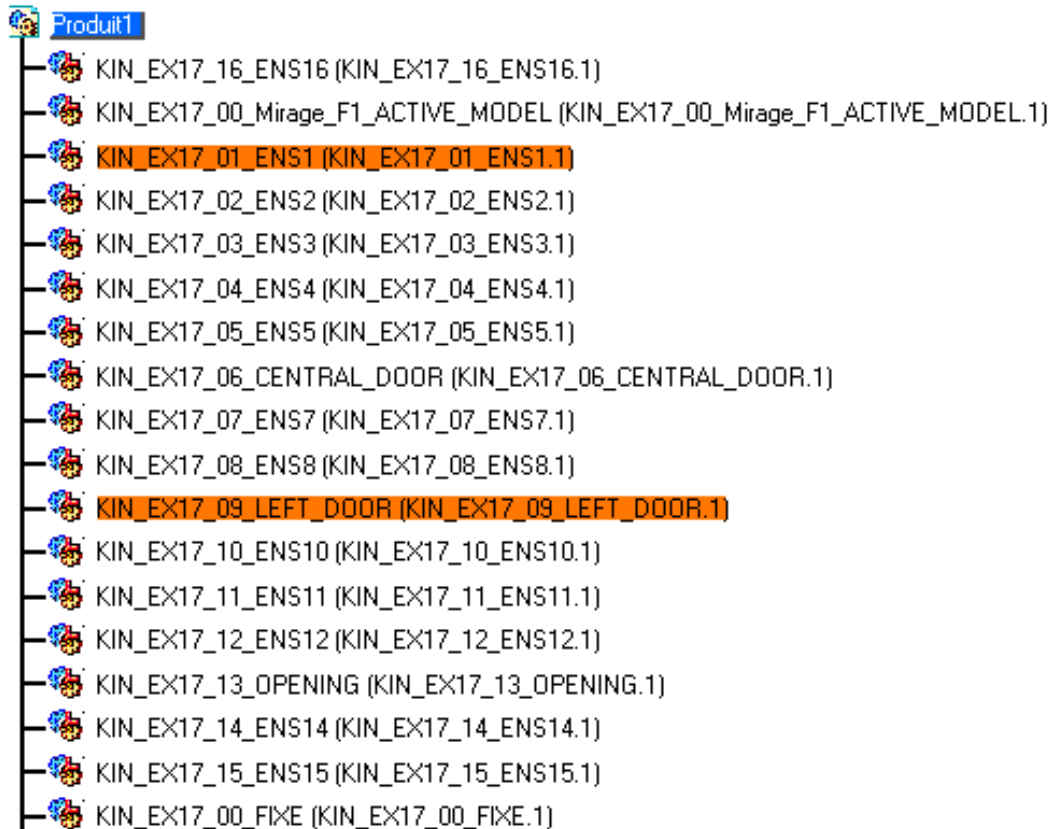 Produit1
KIN_EX17_16_ENS16 (KIN_EX17_16_ENS16.1)
KIN_EX17_00_Mirage_F1_ACTIVE_MODEL (KIN_EX17_00_Mirage_F1_ACTIVE_MODEL.1)
KIN_EX17_01_ENS1 (KIN_EX17_01_ENS1.1)
KIN_EX17_02_ENS2 (KIN_EX17_02_ENS2.1)
KIN_EX17_03_ENS3 (KIN_EX17_03_ENS3.1)
KIN_EX17_04_ENS4 (KIN_EX17_04_ENS4.1)
KIN_EX17_05_ENS5 (KIN_EX17_05_ENS5.1)
KIN_EX17_06_CENTRAL_DOOR (KIN_EX17_06_CENTRAL_DOOR.1)
KIN_EX17_07_ENS7 (KIN_EX17_07_ENS7.1)
KIN_EX17_08_ENS8 (KIN_EX17_08_ENS8.1)
KIN_EX17_09_LEFT_DOOR (KIN_EX17_09_LEFT_DOOR.1)
KIN_EX17_10_ENS10 (KIN_EX17_10_ENS10.1)
KIN_EX17_11_ENS11 (KIN_EX17_11_ENS11.1)
KIN_EX17_12_ENS12 (KIN_EX17_12_ENS12.1)
KIN_EX17_13_OPENING (KIN_EX17_13_OPENING.1)
KIN_EX17_14_ENS14 (KIN_EX17_14_ENS14.1)
KIN_EX17_15_ENS15 (KIN_EX17_15_ENS15.1)
KIN_EX17_00_FIXE (KIN_EX17_00_FIXE.1)